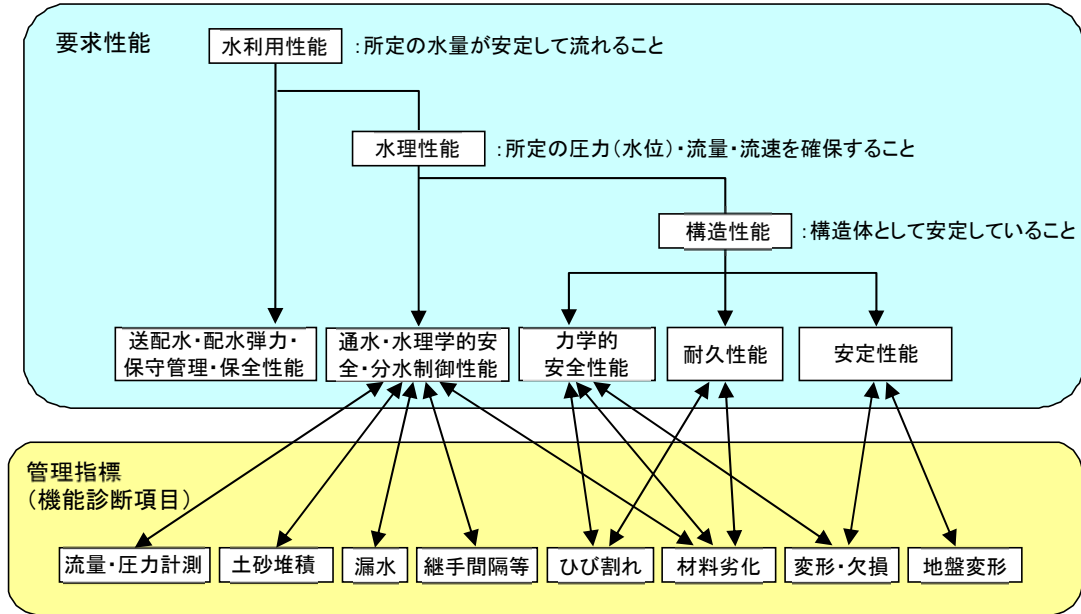 要求性能
水利用性能 :所定の水量が安定して流れること
水理性能 :所定の圧力(水位)・流量・流速を確保すること
構造性能 :構造体として安定していること
送配水・配水弾力・
保守管理・保全性能
通水・水理学的安
全・分水制御性能
力学的
安全性能
耐久性能
安定性能
管理指標
(機能診断項目)
流量・圧力計測
土砂堆積
漏水
継手間隔等
ひび割れ
材料劣化
変形・欠損
地盤変形